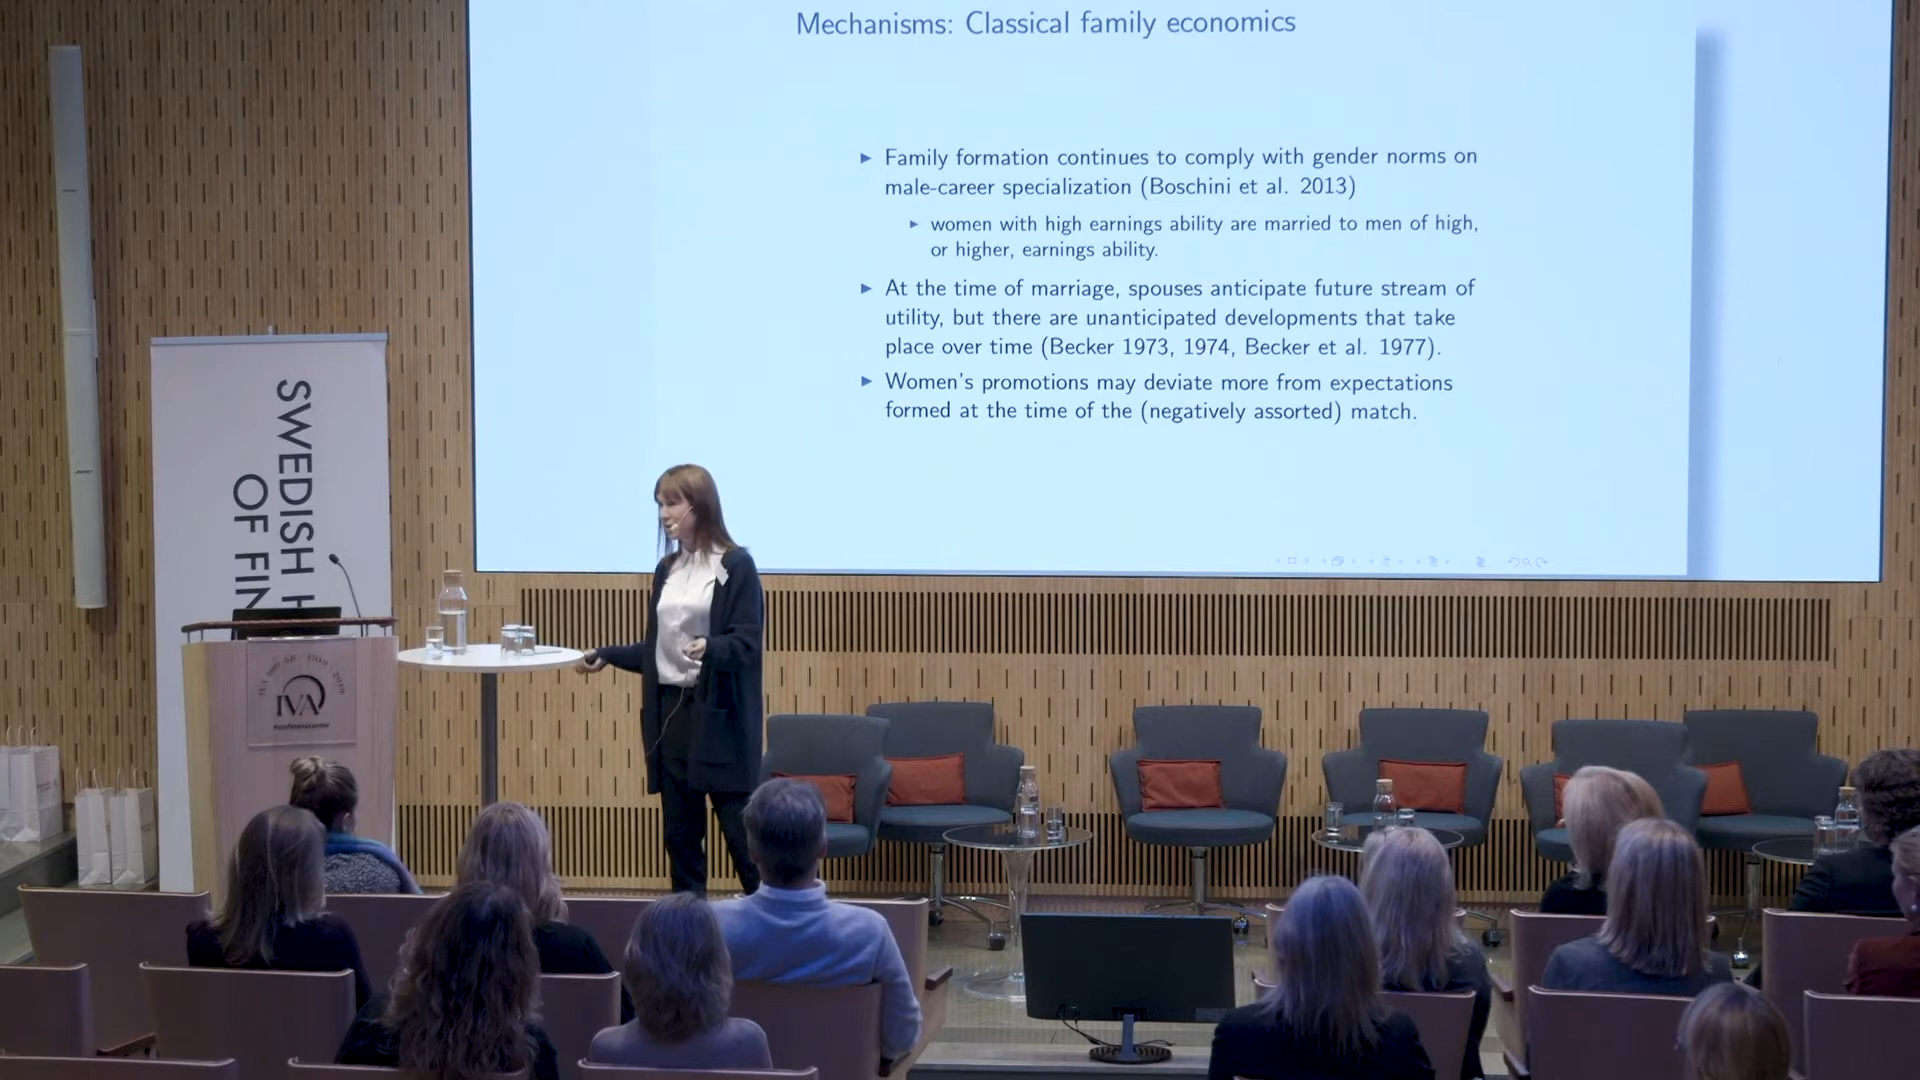 Mechanisms: Classical family economics
Family formation continues to comply with gender norms on
male-career specialization (Boschini et al. 2013)
women with high earnings ability are married to men of high,
or higher, earnings ability.
At the time of marriage, spouses anticipate future stream of
utility, but there are unanticipated developments that take
place over time (Becker 1973, 1974, Becker et al. 1977).
Women's promotions may deviate more from expectations
formed at the time of the (negatively assorted) match.
SWEDISH H
OF FIN
IVA
Konferenscenter